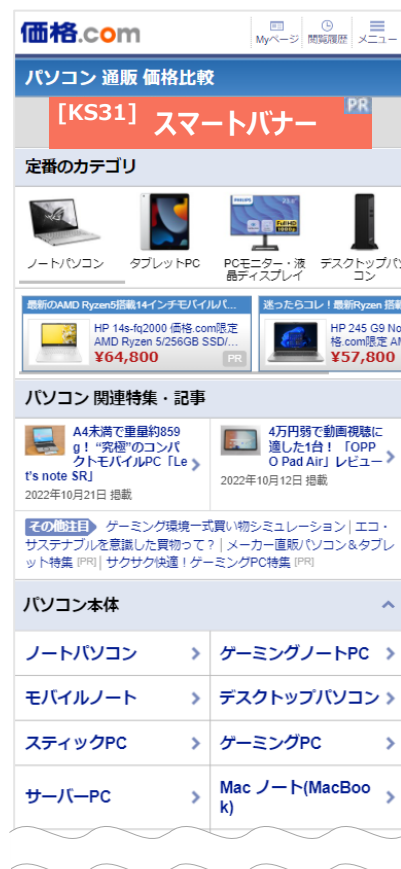 価格.com
Myページ 閲覧履歴 メニュー
パソコン 通販 価格比較
[KS31] スマートバナー PR
定番のカテゴリ
ノートパソコン タブレットPC PCモニター・液晶ディスプレイ デスクトップパソコン
最新のAMD Ryzen5搭載14インチモバイルパ... 迷ったらコレ！最新Ryzen 搭載
HP 14s-fq2000 価格.com限定 HP 245 G9 No
AMD Ryzen 5/256GB SSD/... 格.com限定 AM
¥64,800 PR ¥57,800
パソコン 関連特集・記事
A4未満で重量約859
g！“究極”のコンパ
クトモバイルPC「Le
t's note SR」
2022年10月21日 掲載
4万円弱で動画視聴に
適した1台！ 「OPP
O Pad Air」レビュー
2022年10月12日 掲載
その他注目 ゲーミング環境一式買い物シミュレーション | エコ・
サステナブルを意識した買物って？ | メーカー直販パソコン＆タブレ
ット特集 [PR] | サクサク快適！ゲーミングPC特集 [PR]
パソコン本体
ノートパソコン ゲーミングノートPC
モバイルノート デスクトップパソコン
スティックPC ゲーミングPC
サーバーPC Mac ノート(MacBoo
k)